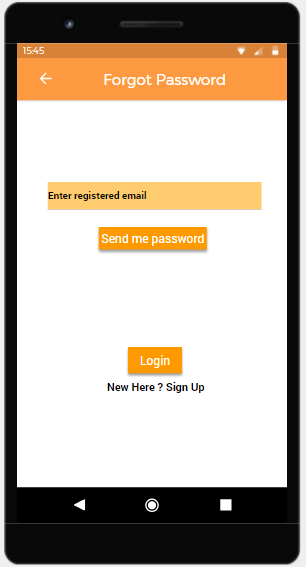 15:45
Forgot Password
Enter registered email
Send me password
Login
New Here ? Sign Up